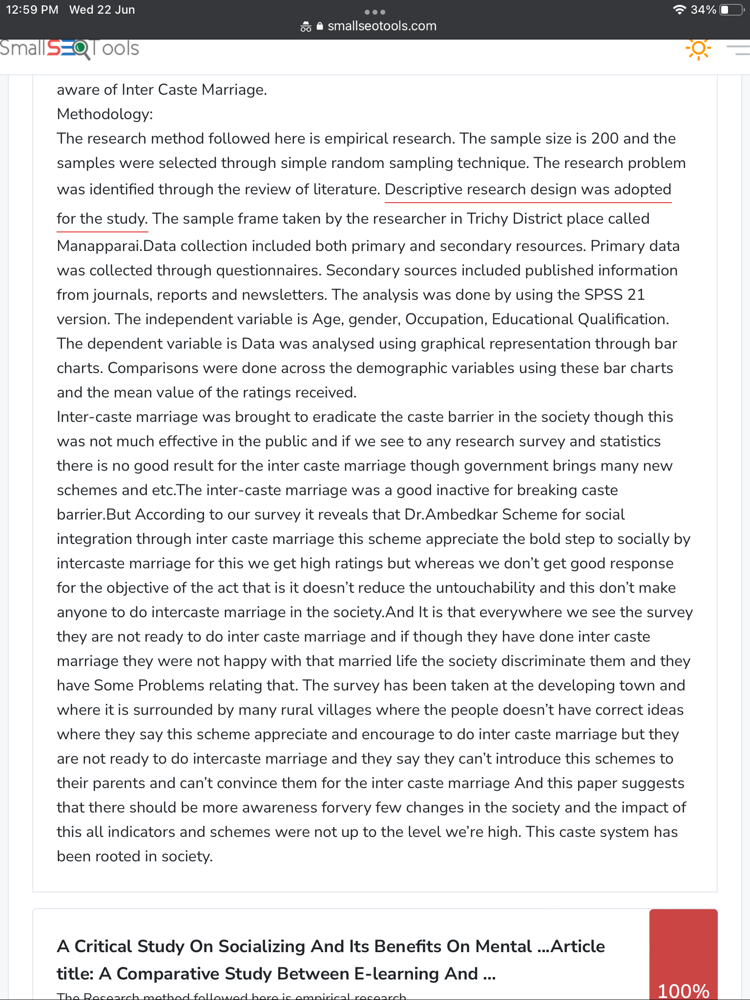 12:59 PM Wed 22 Jun
34%
smallseotools.com
SmallSEOTools
aware of Inter Caste Marriage.
Methodology:
The research method followed here is empirical research. The sample size is 200 and the
samples were selected through simple random sampling technique. The research problem
was identified through the review of literature. Descriptive research design was adopted
for the study. The sample frame taken by the researcher in Trichy District place called
Manapparai.Data collection included both primary and secondary resources. Primary data
was collected through questionnaires. Secondary sources included published information
from journals, reports and newsletters. The analysis was done by using the SPSS 21
version. The independent variable is Age, gender, Occupation, Educational Qualification.
The dependent variable is Data was analysed using graphical representation through bar
charts. Comparisons were done across the demographic variables using these bar charts
and the mean value of the ratings received.
Inter-caste marriage was brought to eradicate the caste barrier in the society though this
was not much effective in the public and if we see to any research survey and statistics
there is no good result for the inter caste marriage though government brings many new
schemes and etc.The inter-caste marriage was a good inactive for breaking caste
barrier.But According to our survey it reveals that Dr.Ambedkar Scheme for social
integration through inter caste marriage this scheme appreciate the bold step to socially by
intercaste marriage for this we get high ratings but whereas we don’t get good response
for the objective of the act that is it doesn’t reduce the untouchability and this don’t make
anyone to do intercaste marriage in the society.And It is that everywhere we see the survey
they are not ready to do inter caste marriage and if though they have done inter caste
marriage they were not happy with that married life the society discriminate them and they
have Some Problems relating that. The survey has been taken at the developing town and
where it is surrounded by many rural villages where the people doesn’t have correct ideas
where they say this scheme appreciate and encourage to do inter caste marriage but they
are not ready to do intercaste marriage and they say they can’t introduce this schemes to
their parents and can’t convince them for the inter caste marriage And this paper suggests
that there should be more awareness forvery few changes in the society and the impact of
this all indicators and schemes were not up to the level we’re high. This caste system has
been rooted in society.
A Critical Study On Socializing And Its Benefits On Mental ...Article
title: A Comparative Study Between E-learning And ...
The Research method followed here is empirical research
100%